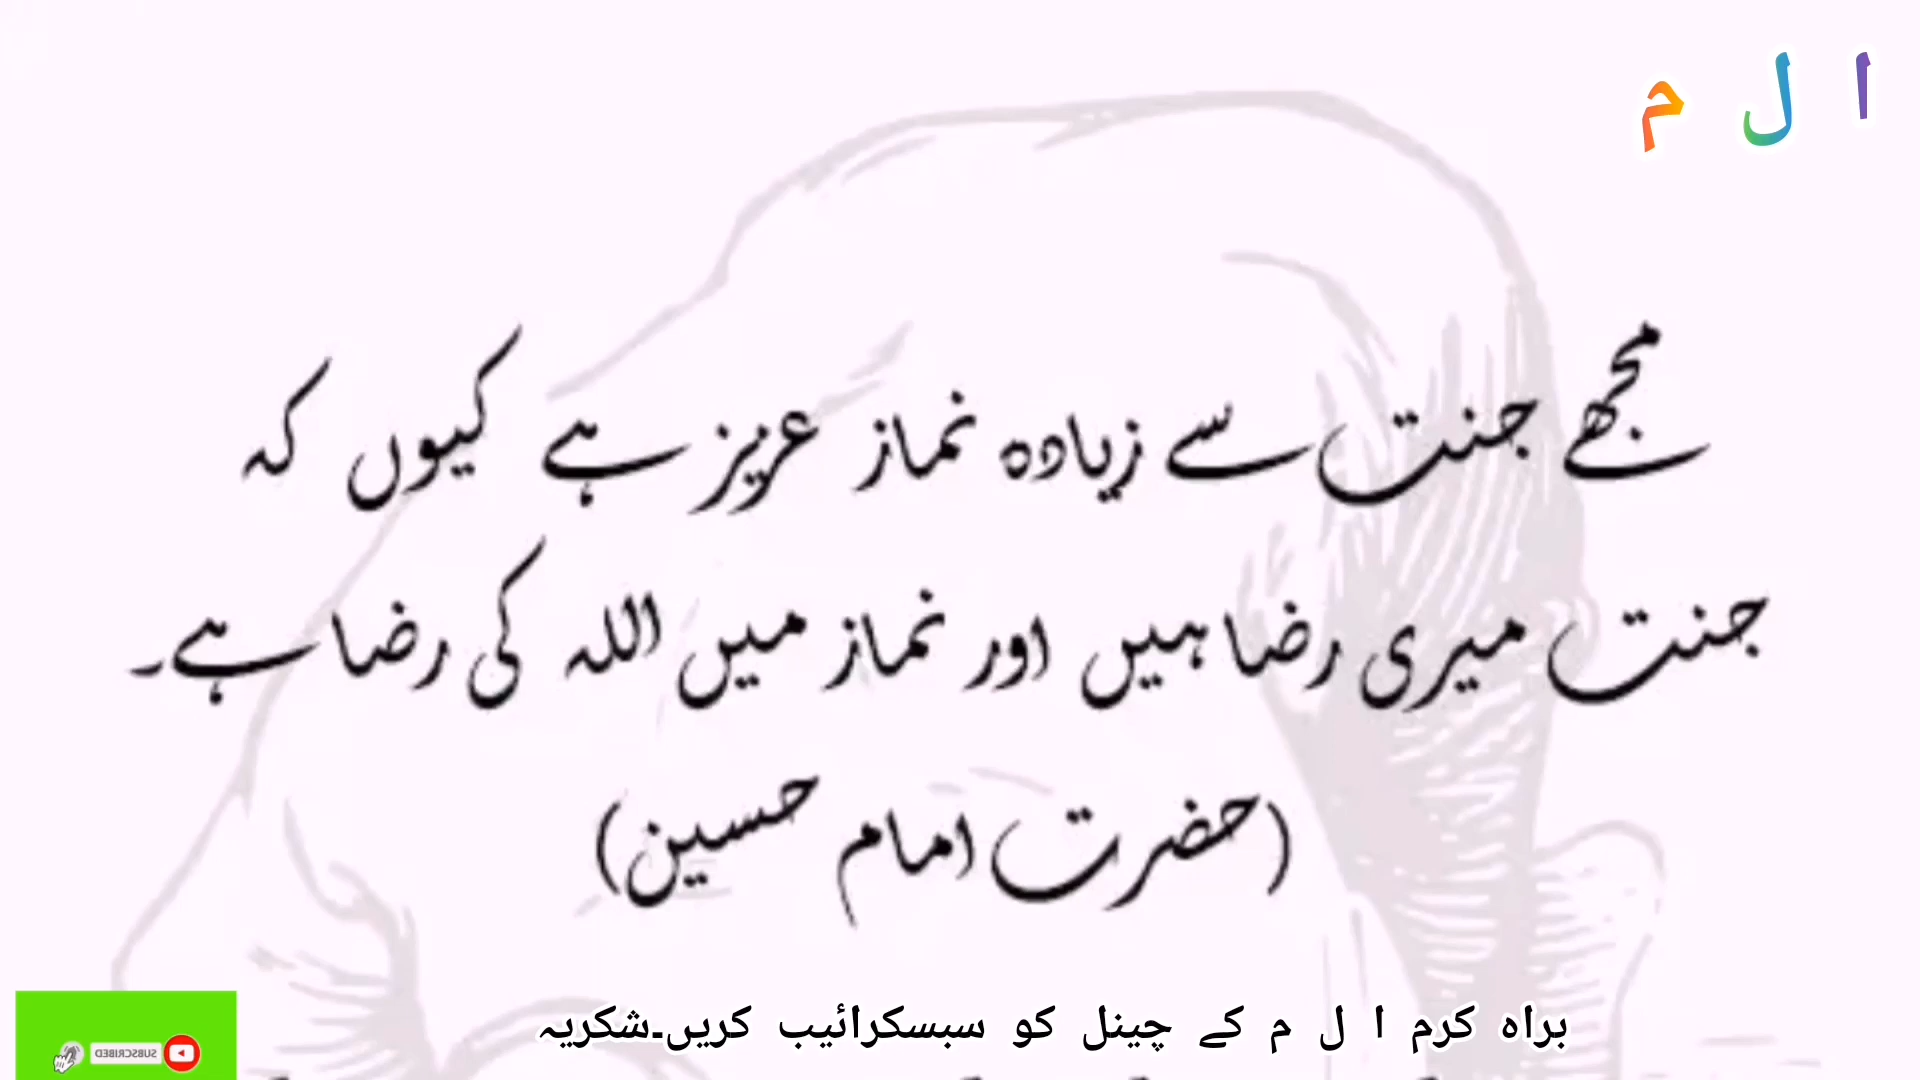 ا ل م
مجھے جنت سے زیادہ نماز عزیز ہے کیوں کہ
جنت میری رضا ہیں اور نماز میں اللہ کی رضا ہے۔
(حضرت امام حسین)
براہ کرم ا ل م کے چینل کو سبسکرائیب کریں۔شکریہ
SUBSCRIBED